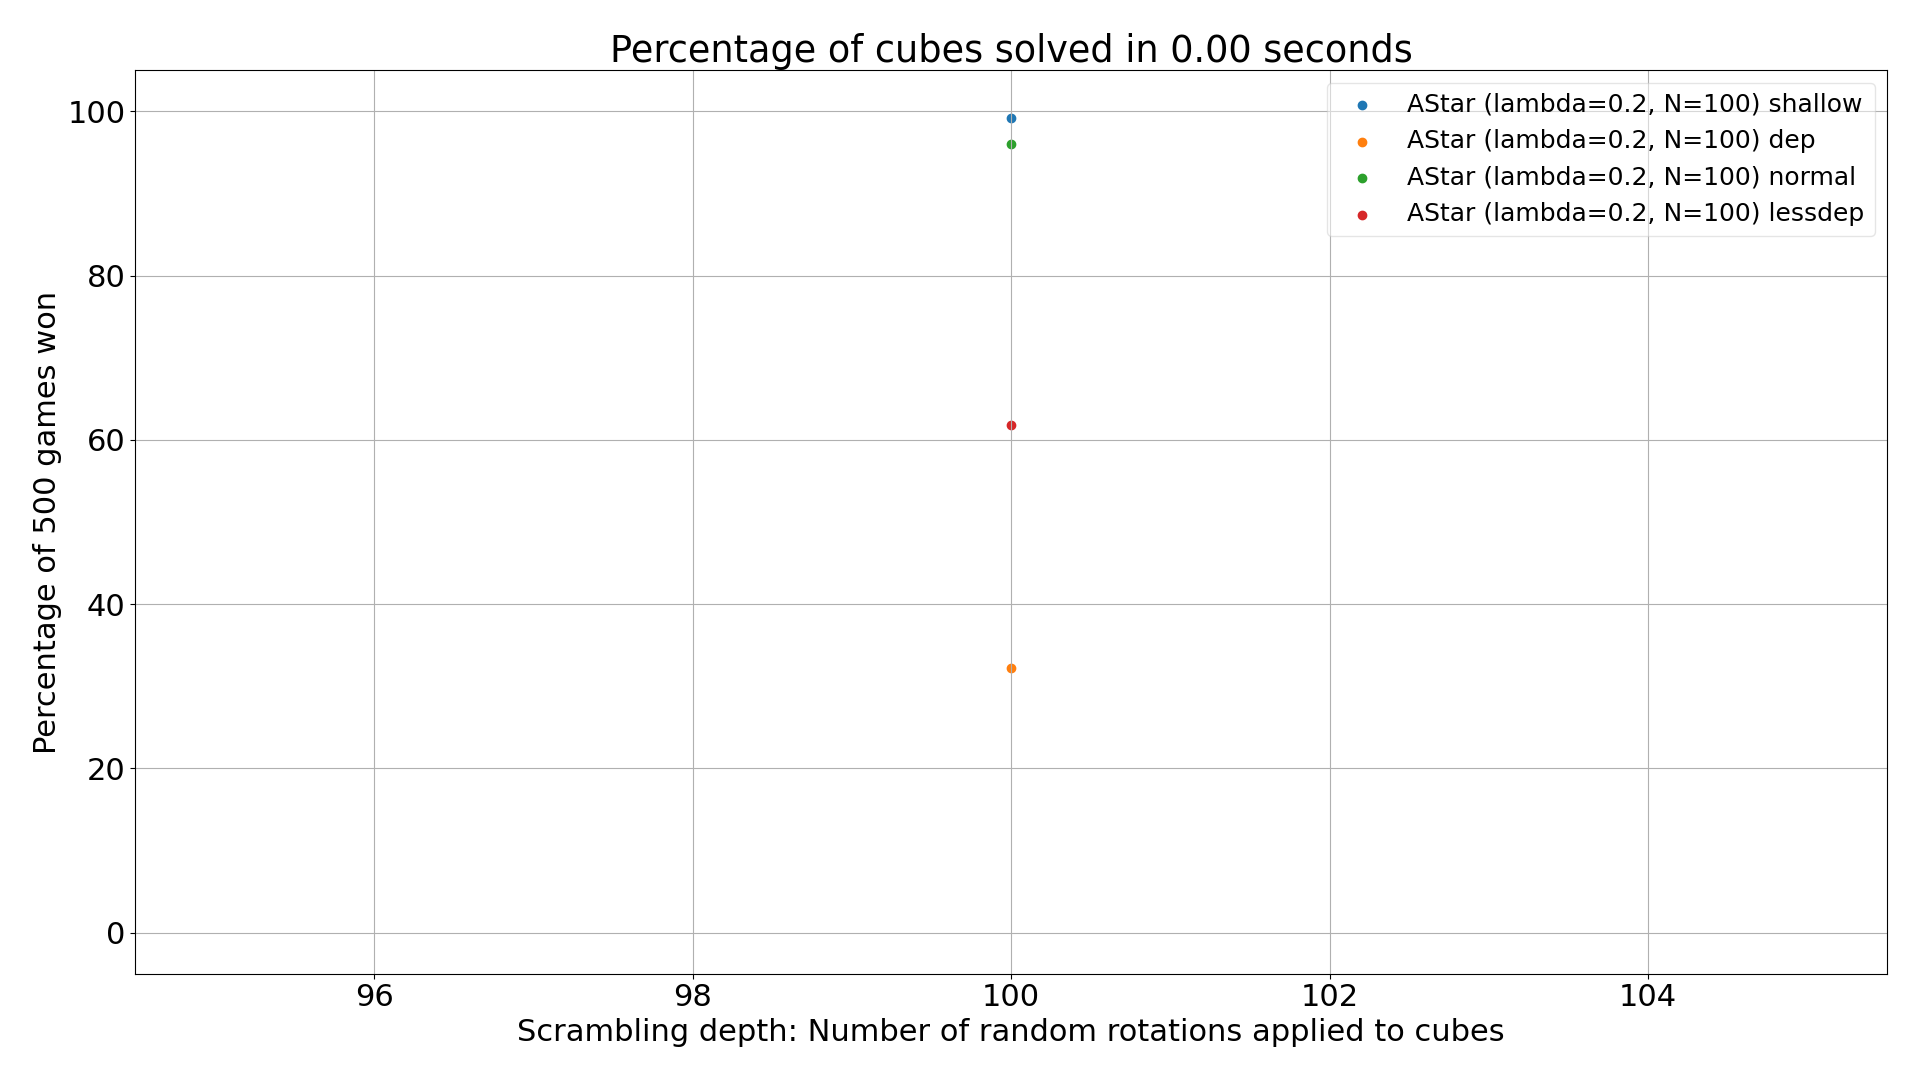 Percentage of cubes solved in 0.00 seconds
AStar (lambda=0.2, N=100) shallow
AStar (lambda=0.2, N=100) dep
AStar (lambda=0.2, N=100) normal
AStar (lambda=0.2, N=100) lessdep
Percentage of 500 games won
100
80
60
40
20
0
96 98 100 102 104
Scrambling depth: Number of random rotations applied to cubes